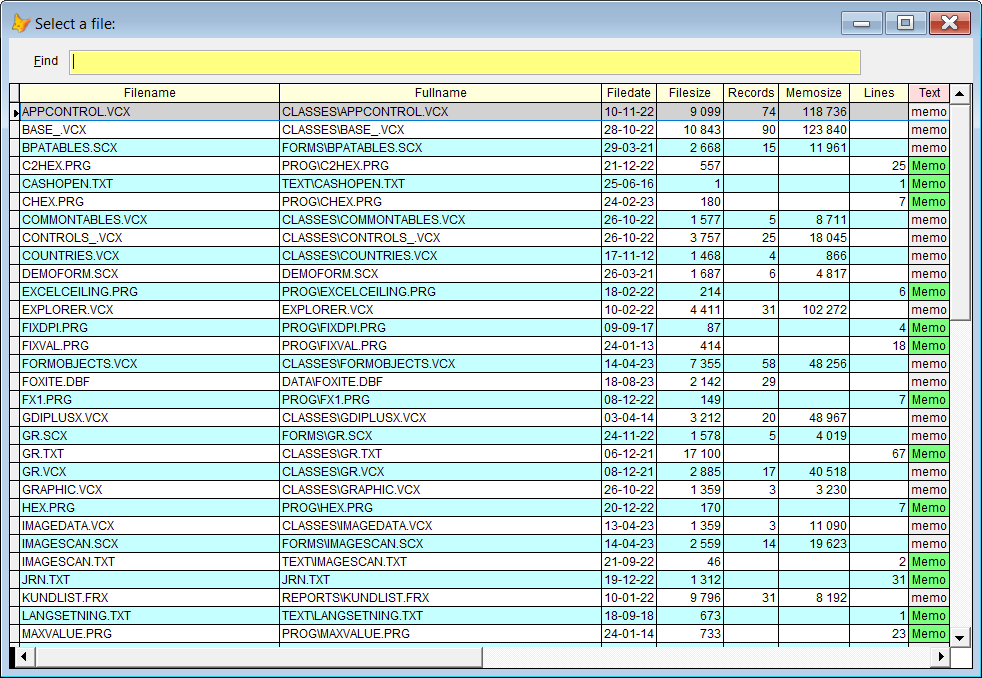 Select a file:
Find
Filename Fullname Filedate Filesize Records Memosize Lines Text
APPCONTROL.VCX CLASSES\APPCONTROL.VCX 10-11-22 9 099 74 118 736 memo
BASE_.VCX CLASSES\BASE_.VCX 28-10-22 10 843 90 123 840 memo
BPATABLES.SCX FORMS\BPATABLES.SCX 29-03-21 2 668 15 11 961 memo
C2HEX.PRG PROG\C2HEX.PRG 21-12-22 557 25 Memo
CASHOPEN.TXT TEXT\CASHOPEN.TXT 25-06-16 1 1 Memo
CHEX.PRG PROG\CHEX.PRG 24-02-23 180 7 Memo
COMMONTABLES.VCX CLASSES\COMMONTABLES.VCX 26-10-22 1 577 5 8 711 memo
CONTROLS_.VCX CLASSES\CONTROLS_.VCX 26-10-22 3 757 25 18 045 memo
COUNTRIES.VCX CLASSES\COUNTRIES.VCX 17-11-12 1 468 4 866 memo
DEMOFORM.SCX DEMOFORM.SCX 26-03-21 1 687 6 4 817 memo
EXCELCEILING.PRG PROG\EXCELCEILING.PRG 18-02-22 214 6 Memo
EXPLORER.VCX EXPLORER.VCX 10-02-22 4 411 31 102 272 memo
FIXDPI.PRG PROG\FIXDPI.PRG 09-09-17 87 4 Memo
FIXVAL.PRG PROG\FIXVAL.PRG 24-01-13 414 18 Memo
FORMOBJECTS.VCX CLASSES\FORMOBJECTS.VCX 14-04-23 7 355 58 48 256 memo
FOXITE.DBF DATA\FOXITE.DBF 18-08-23 2 142 29 memo
FX1.PRG PROG\FX1.PRG 08-12-22 149 7 Memo
GDIPLUSX.VCX CLASSES\GDIPLUSX.VCX 03-04-14 3 212 20 48 967 memo
GR.SCX FORMS\GR.SCX 24-11-22 1 578 5 4 019 memo
GR.TXT CLASSES\GR.TXT 06-12-21 17 100 67 Memo
GR.VCX CLASSES\GR.VCX 08-12-21 2 885 17 40 518 memo
GRAPHIC.VCX CLASSES\GRAPHIC.VCX 26-10-22 1 359 3 3 230 memo
HEX.PRG PROG\HEX.PRG 20-12-22 170 7 Memo
IMAGEDATA.VCX CLASSES\IMAGEDATA.VCX 13-04-23 1 359 3 11 090 memo
IMAGESCAN.SCX FORMS\IMAGESCAN.SCX 14-04-23 2 559 14 19 623 memo
IMAGESCAN.TXT TEXT\IMAGESCAN.TXT 21-09-22 46 2 Memo
JRN.TXT JRN.TXT 19-12-22 1 312 31 Memo
KUNDLIST.FRX REPORTS\KUNDLIST.FRX 10-01-22 9 796 31 8 192 memo
LANGSETNING.TXT TEXT\LANGSETNING.TXT 18-09-18 673 1 Memo
MAXVALUE.PRG PROG\MAXVALUE.PRG 24-01-14 733 23 Memo